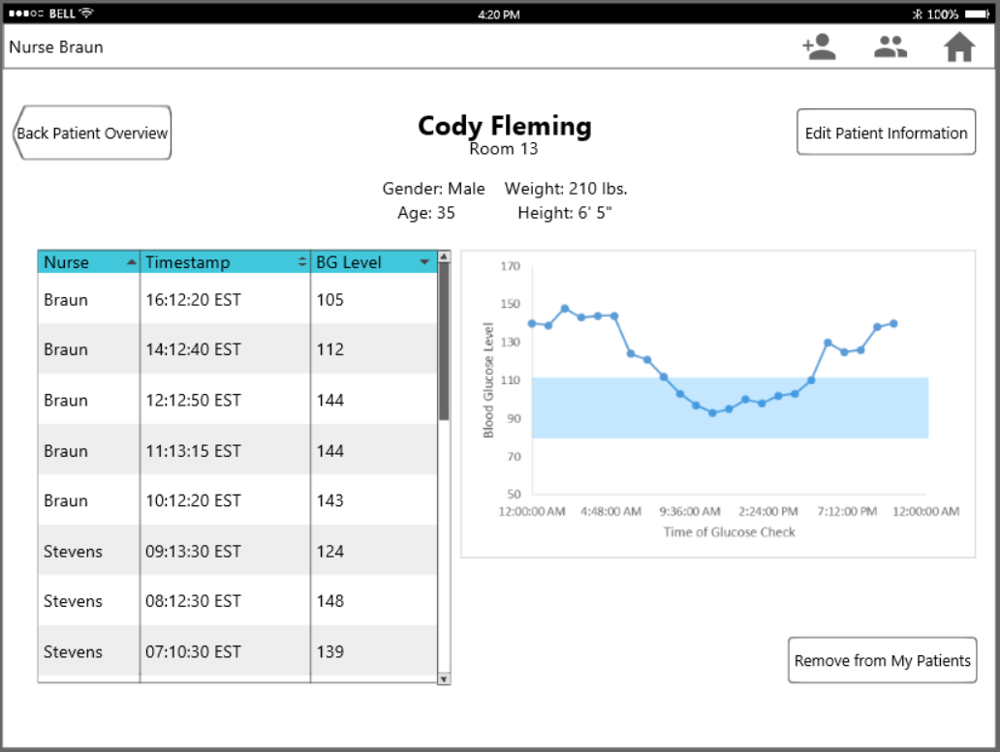 BELL 4:20 PM 100%
Nurse Braun
Back Patient Overview
Cody Fleming
Room 13
Edit Patient Information
Gender: Male Weight: 210 lbs.
Age: 35 Height: 6' 5"
Nurse Timestamp BG Level
Braun 16:12:20 EST 105
Braun 14:12:40 EST 112
Braun 12:12:50 EST 144
Braun 11:13:15 EST 144
Braun 10:12:20 EST 143
Stevens 09:13:30 EST 124
Stevens 08:12:30 EST 148
Stevens 07:10:30 EST 139
170
150
130
110
90
70
50
Blood Glucose Level
12:00:00 AM 4:48:00 AM 9:36:00 AM 2:24:00 PM 7:12:00 PM 12:00:00 AM
Time of Glucose Check
Remove from My Patients